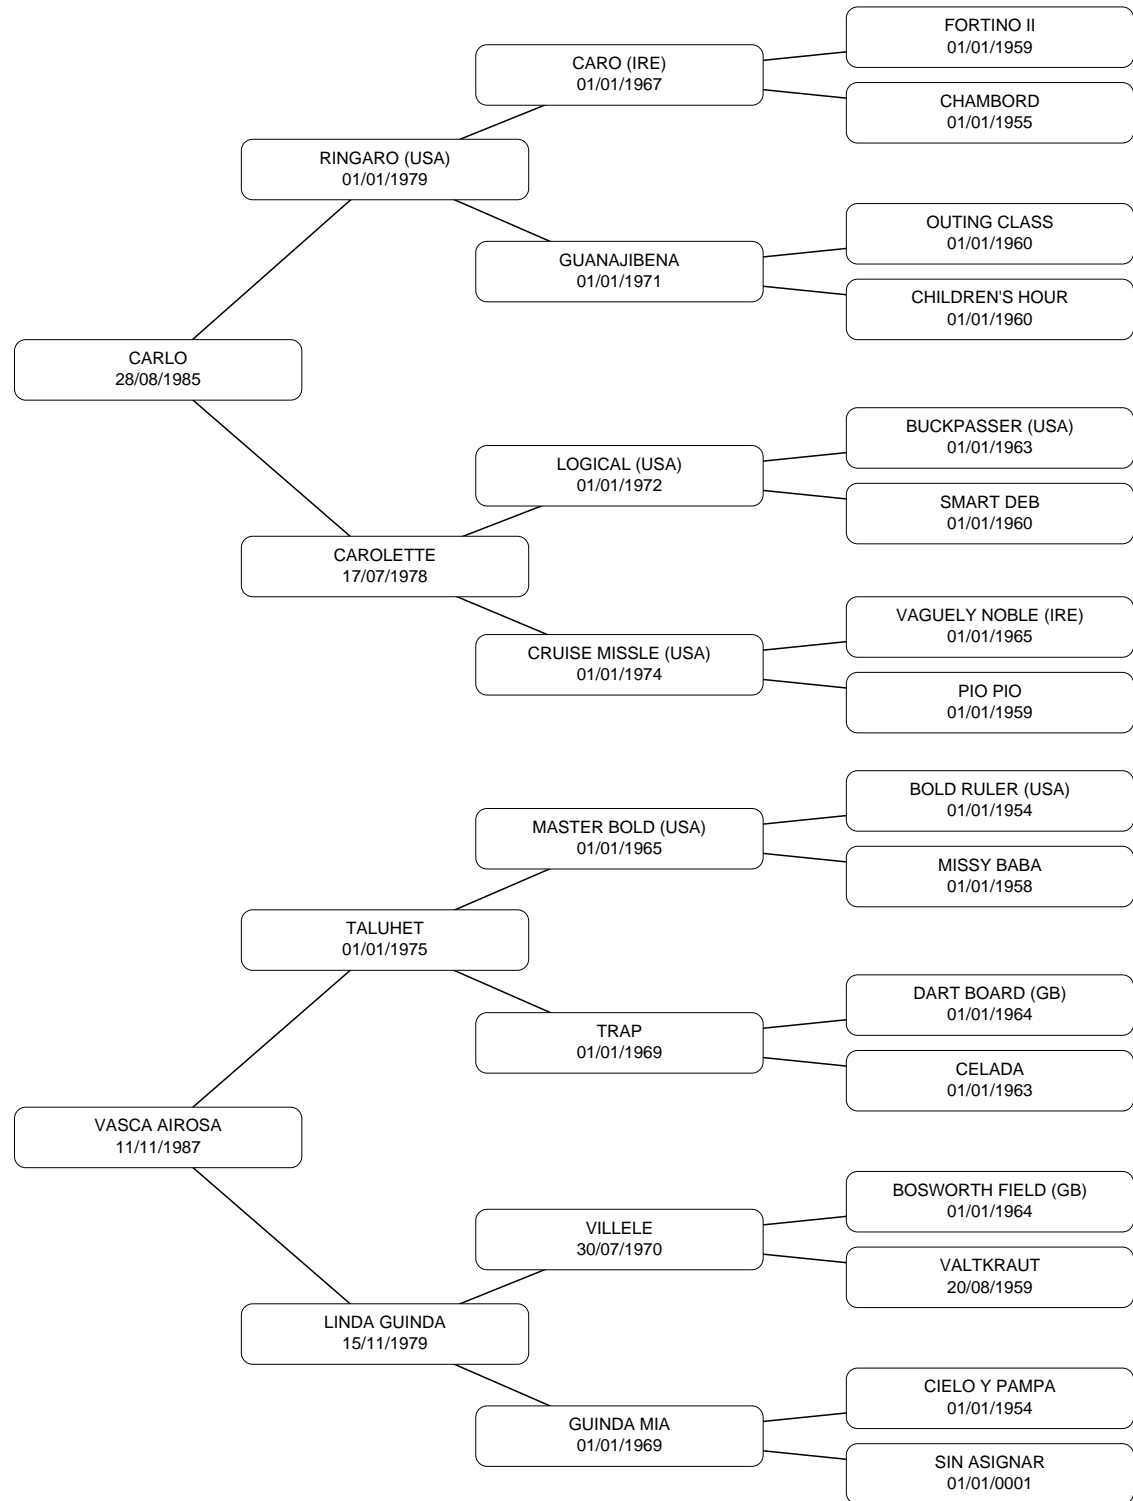 FORTINO II
01/01/1959
CARO (IRE)
01/01/1967
CHAMBORD
01/01/1955
RINGARO (USA)
01/01/1979
OUTING CLASS
01/01/1960
GUANAJIBENA
01/01/1971
CHILDREN'S HOUR
01/01/1960
CARLO
28/08/1985
BUCKPASSER (USA)
01/01/1963
LOGICAL (USA)
01/01/1972
SMART DEB
01/01/1960
CAROLETTE
17/07/1978
VAGUELY NOBLE (IRE)
01/01/1965
CRUISE MISSLE (USA)
01/01/1974
PIO PIO
01/01/1959
BOLD RULER (USA)
01/01/1954
MASTER BOLD (USA)
01/01/1965
MISSY BABA
01/01/1958
TALUHET
01/01/1975
DART BOARD (GB)
01/01/1964
TRAP
01/01/1969
CELADA
01/01/1963
VASCA AIROSA
11/11/1987
BOSWORTH FIELD (GB)
01/01/1964
VILLELE
30/07/1970
VALTKRAUT
20/08/1959
LINDA GUINDA
15/11/1979
CIELO Y PAMPA
01/01/1954
GUINDA MIA
01/01/1969
SIN ASIGNAR
01/01/0001